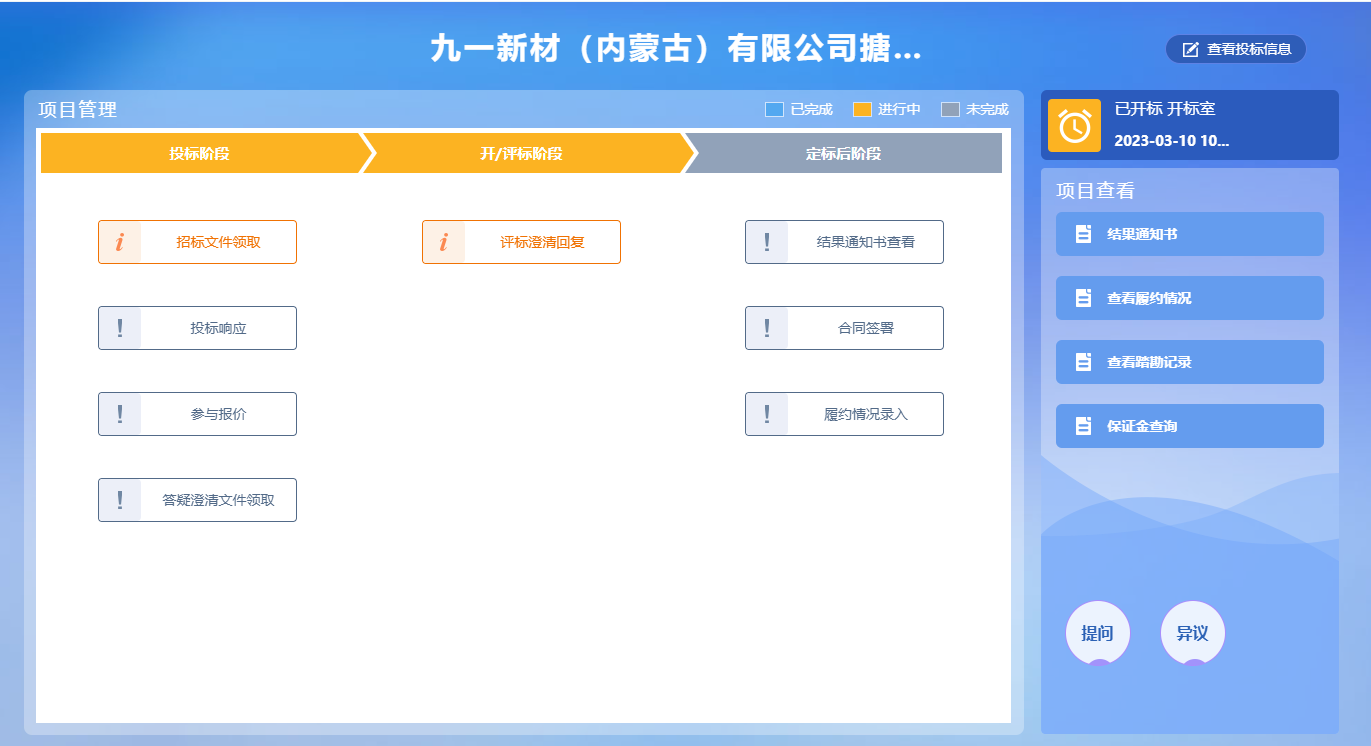 九一新材（内蒙古）有限公司搪...
查看投标信息
项目管理
已完成
进行中
未完成
投标阶段
开/评标阶段
定标后阶段
招标文件领取
评标澄清回复
结果通知书查看
投标响应
合同签署
参与报价
履约情况录入
答疑澄清文件领取
已开标 开标室
2023-03-10 10...
项目查看
结果通知书
查看履约情况
查看踏勘记录
保证金查询
提问
异议